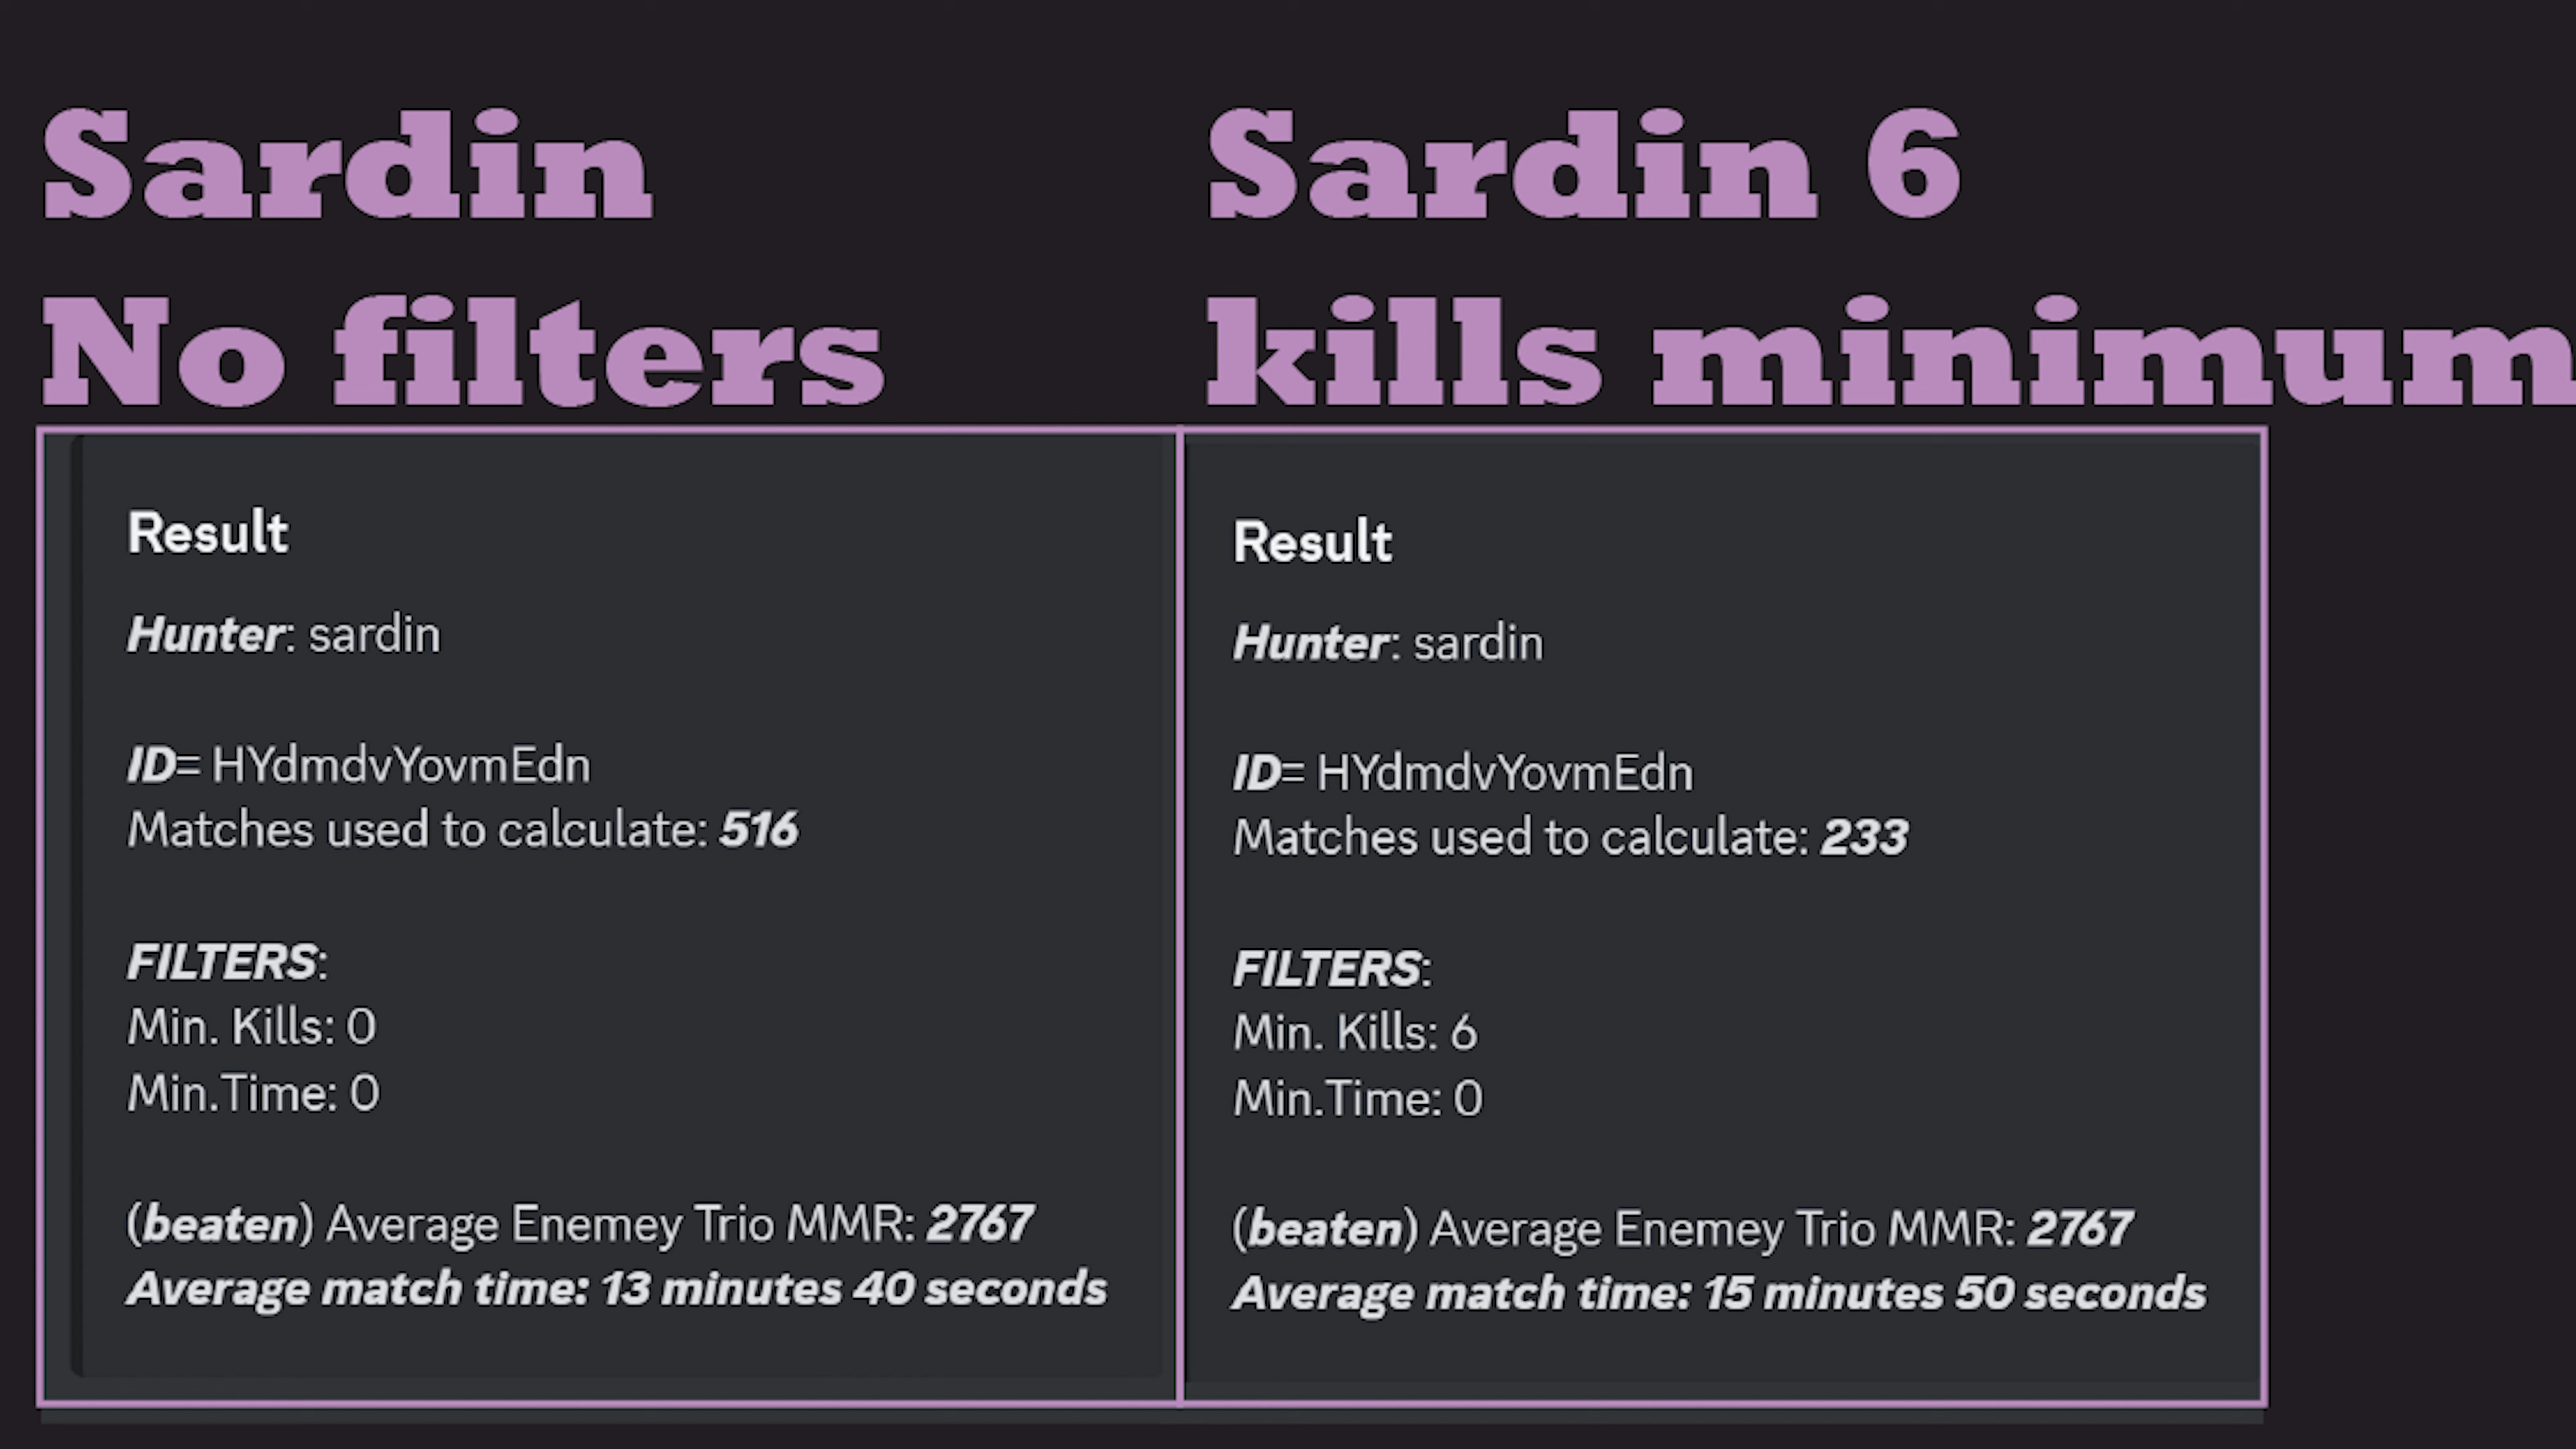 Sardin
No filters
Sardin 6
kills minimum
Result
Hunter: sardin
ID= HYdmdvYovmEdn
Matches used to calculate: 516
FILTERS:
Min. Kills: 0
Min.Time: 0
(beaten) Average Enemey Trio MMR: 2767
Average match time: 13 minutes 40 seconds
Result
Hunter: sardin
ID= HYdmdvYovmEdn
Matches used to calculate: 233
FILTERS:
Min. Kills: 6
Min.Time: 0
(beaten) Average Enemey Trio MMR: 2767
Average match time: 15 minutes 50 seconds